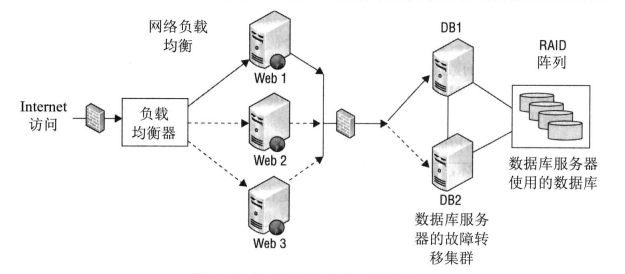 网络负载
均衡
Web 1
Internet
访问
负载
均衡器
Web 2
Web 3
DB1
RAID
阵列
数据库服务器
使用的数据库
DB2
数据库服务
器的故障转
移集群